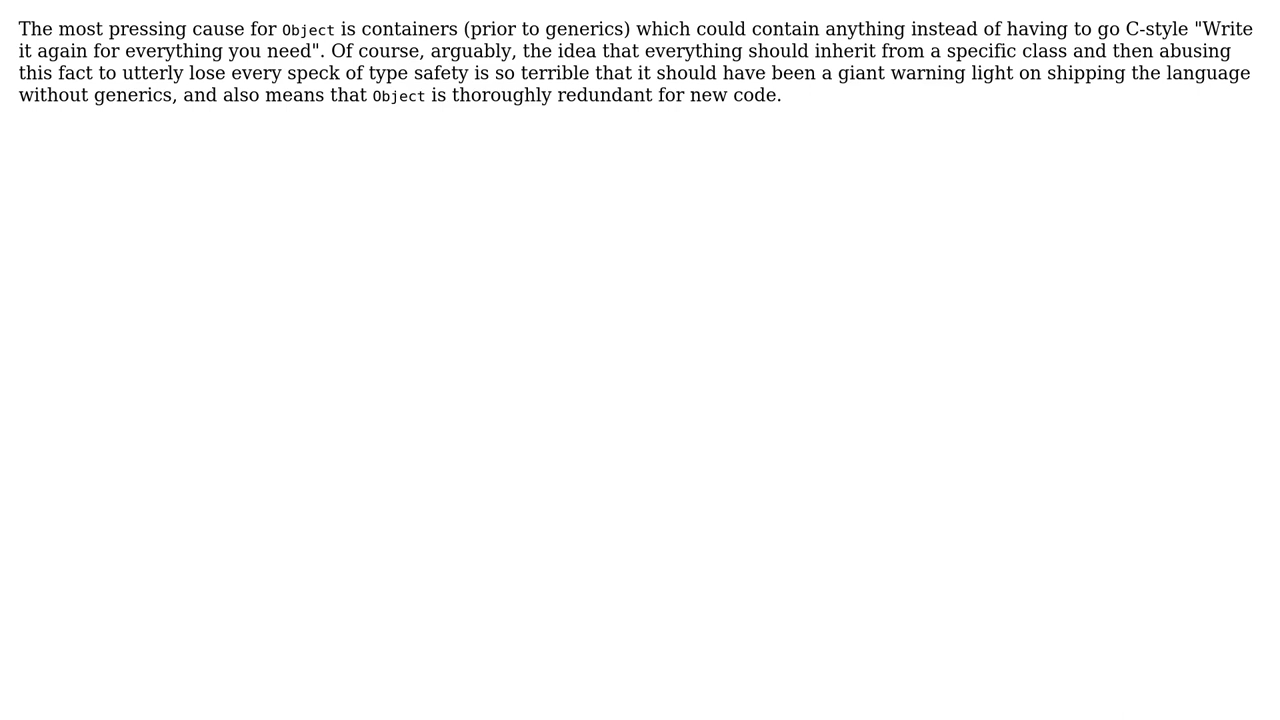 The most pressing cause for Object is containers (prior to generics) which could contain anything instead of having to go C-style "Write
it again for everything you need". Of course, arguably, the idea that everything should inherit from a specific class and then abusing
this fact to utterly lose every speck of type safety is so terrible that it should have been a giant warning light on shipping the language
without generics, and also means that Object is thoroughly redundant for new code.